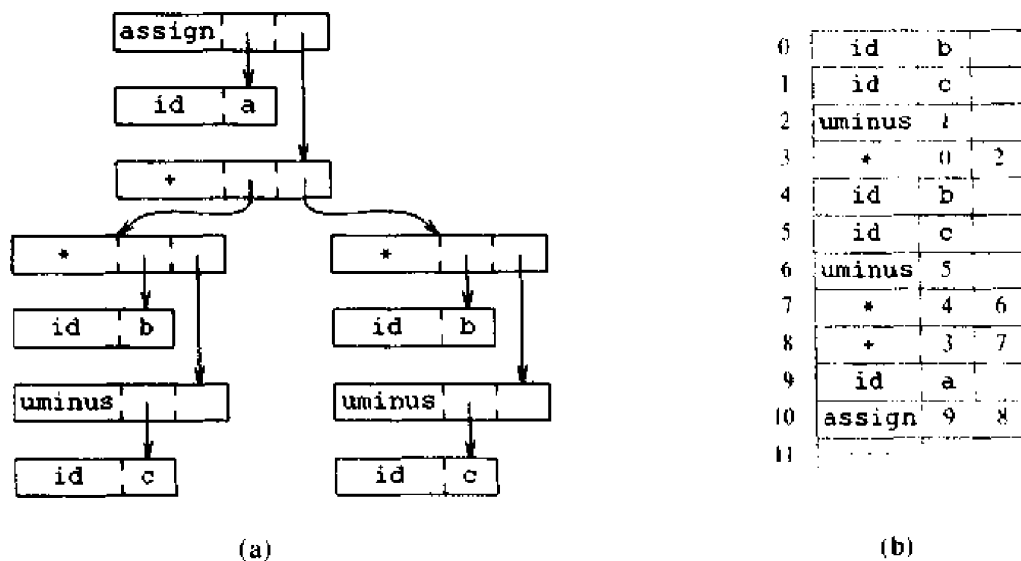 assign
id a
+
*
*
id b
id b
uminus
uminus
id c
id c
(a)
0 id b
1 id c
2 uminus 1
3 * 0 2
4 id b
5 id c
6 uminus 5
7 * 4 6
8 + 3 7
9 id a
10 assign 9 8
11 . . . .
(b)